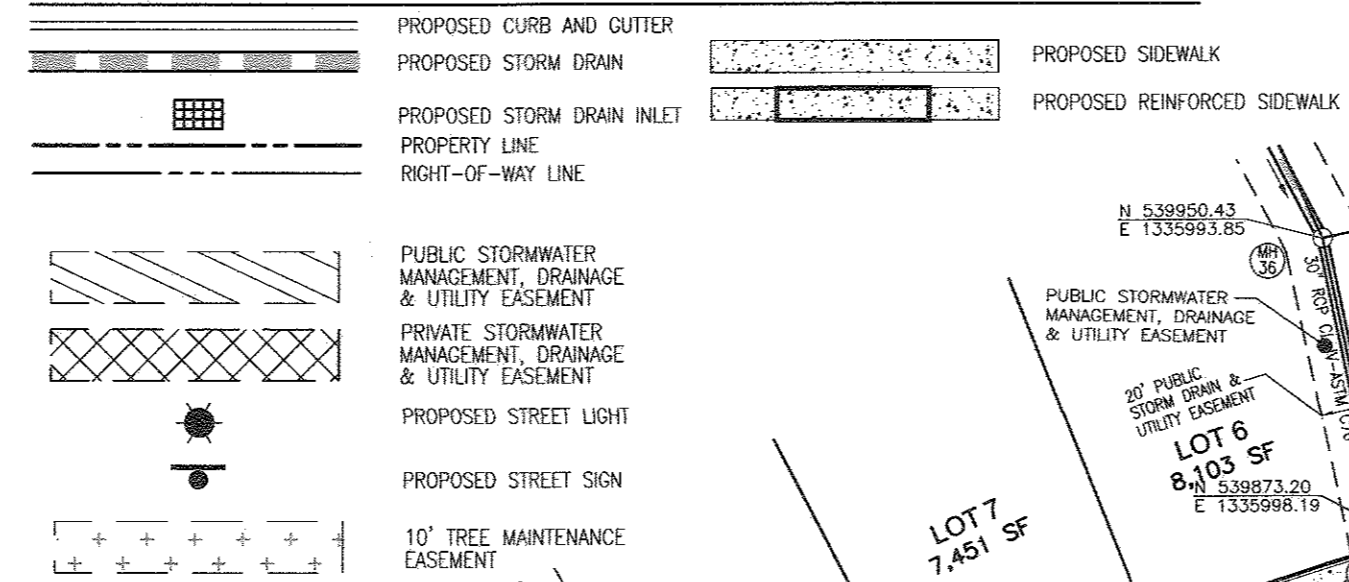 PROPOSED CURB AND GUTTER
PROPOSED STORM DRAIN
PROPOSED STORM DRAIN INLET
PROPERTY LINE
RIGHT-OF-WAY LINE
PROPOSED SIDEWALK
PROPOSED REINFORCED SIDEWALK
PUBLIC STORMWATER
MANAGEMENT, DRAINAGE
& UTILITY EASEMENT
PRIVATE STORMWATER
MANAGEMENT, DRAINAGE
& UTILITY EASEMENT
PROPOSED STREET LIGHT
PROPOSED STREET SIGN
10' TREE MAINTENANCE
EASEMENT
N 539950.43
E 1335993.85
MH
36
30" RCP
PUBLIC STORMWATER
MANAGEMENT, DRAINAGE
& UTILITY EASEMENT
20' PUBLIC
STORM DRAIN &
UTILITY EASEMENT
LOT 6
8,103 SF
N 539873.20
E 1335998.19
LOT 7
7,451 SF